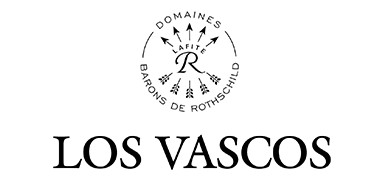 DOMAINES
LAFITE
R
BARONS DE ROTHSCHILD
LOS VASCOS